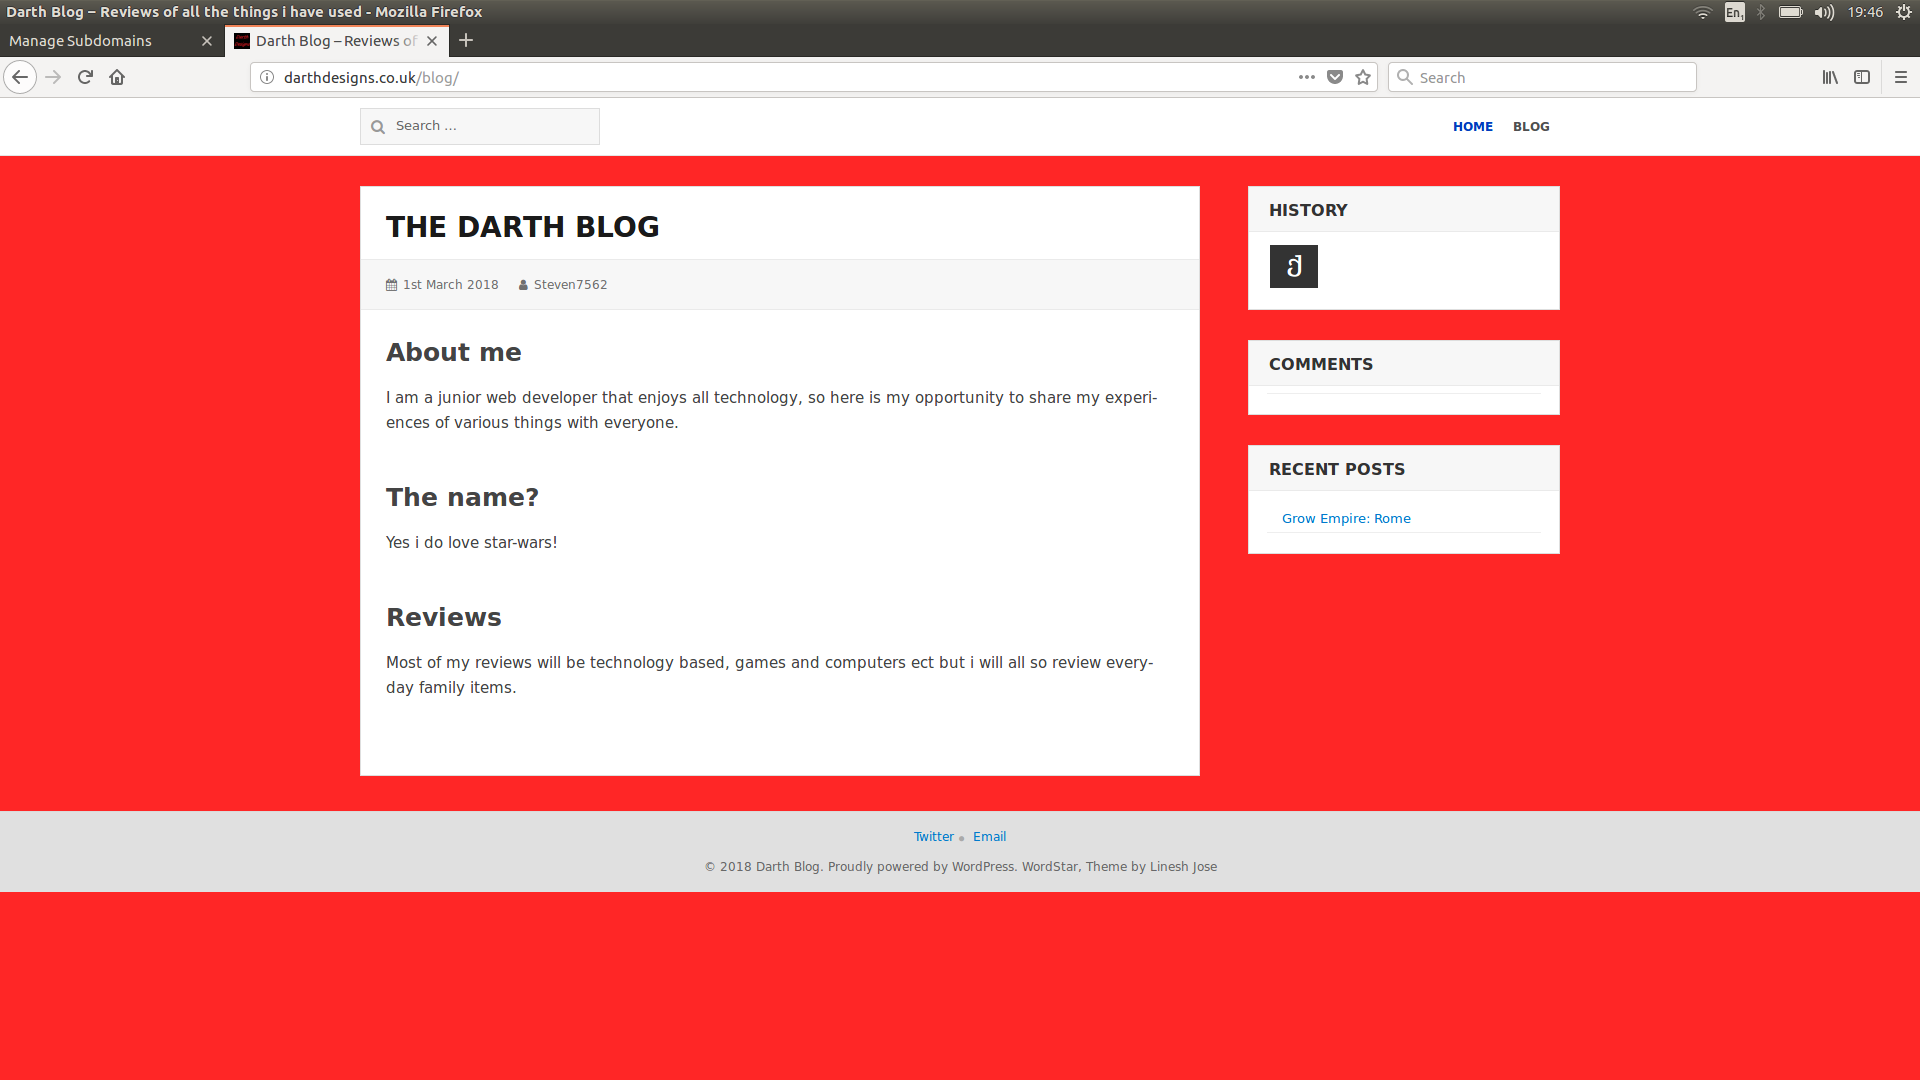 Darth Blog – Reviews of all the things i have used - Mozilla Firefox
En1
19:46
Manage Subdomains
Darth Blog – Reviews of
darthdesigns.co.uk/blog/
Search
Search ...
HOME
BLOG
THE DARTH BLOG
1st March 2018
Steven7562
About me
I am a junior web developer that enjoys all technology, so here is my opportunity to share my experi-
ences of various things with everyone.
The name?
Yes i do love star-wars!
Reviews
Most of my reviews will be technology based, games and computers ect but i will all so review every-
day family items.
HISTORY
COMMENTS
RECENT POSTS
Grow Empire: Rome
Twitter
Email
© 2018 Darth Blog. Proudly powered by WordPress. WordStar, Theme by Linesh Jose